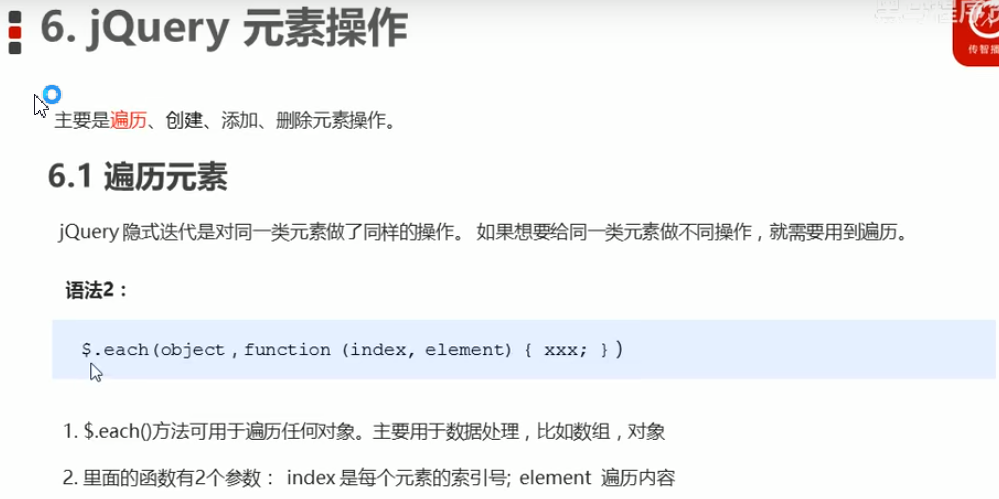 6. jQuery 元素操作
传智播
主要是遍历、创建、添加、删除元素操作。
6.1 遍历元素
jQuery 隐式迭代是对同一类元素做了同样的操作。 如果想要给同一类元素做不同操作，就需要用到遍历。
语法2：
$.each(object，function (index, element) { xxx; })
1. $.each()方法可用于遍历任何对象。主要用于数据处理，比如数组，对象
2. 里面的函数有2个参数： index 是每个元素的索引号; element 遍历内容